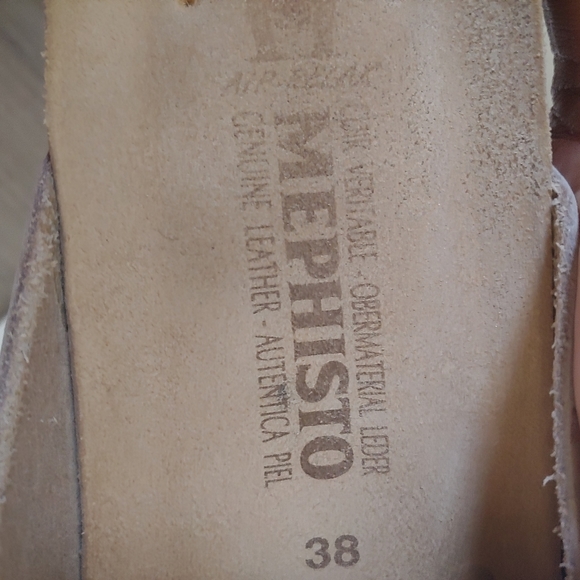 AIR-RELAX
CUIR VERITABLE - OBERMATERIAL LEDER
MEPHISTO
GENUINE LEATHER - AUTENTICA PIEL
38